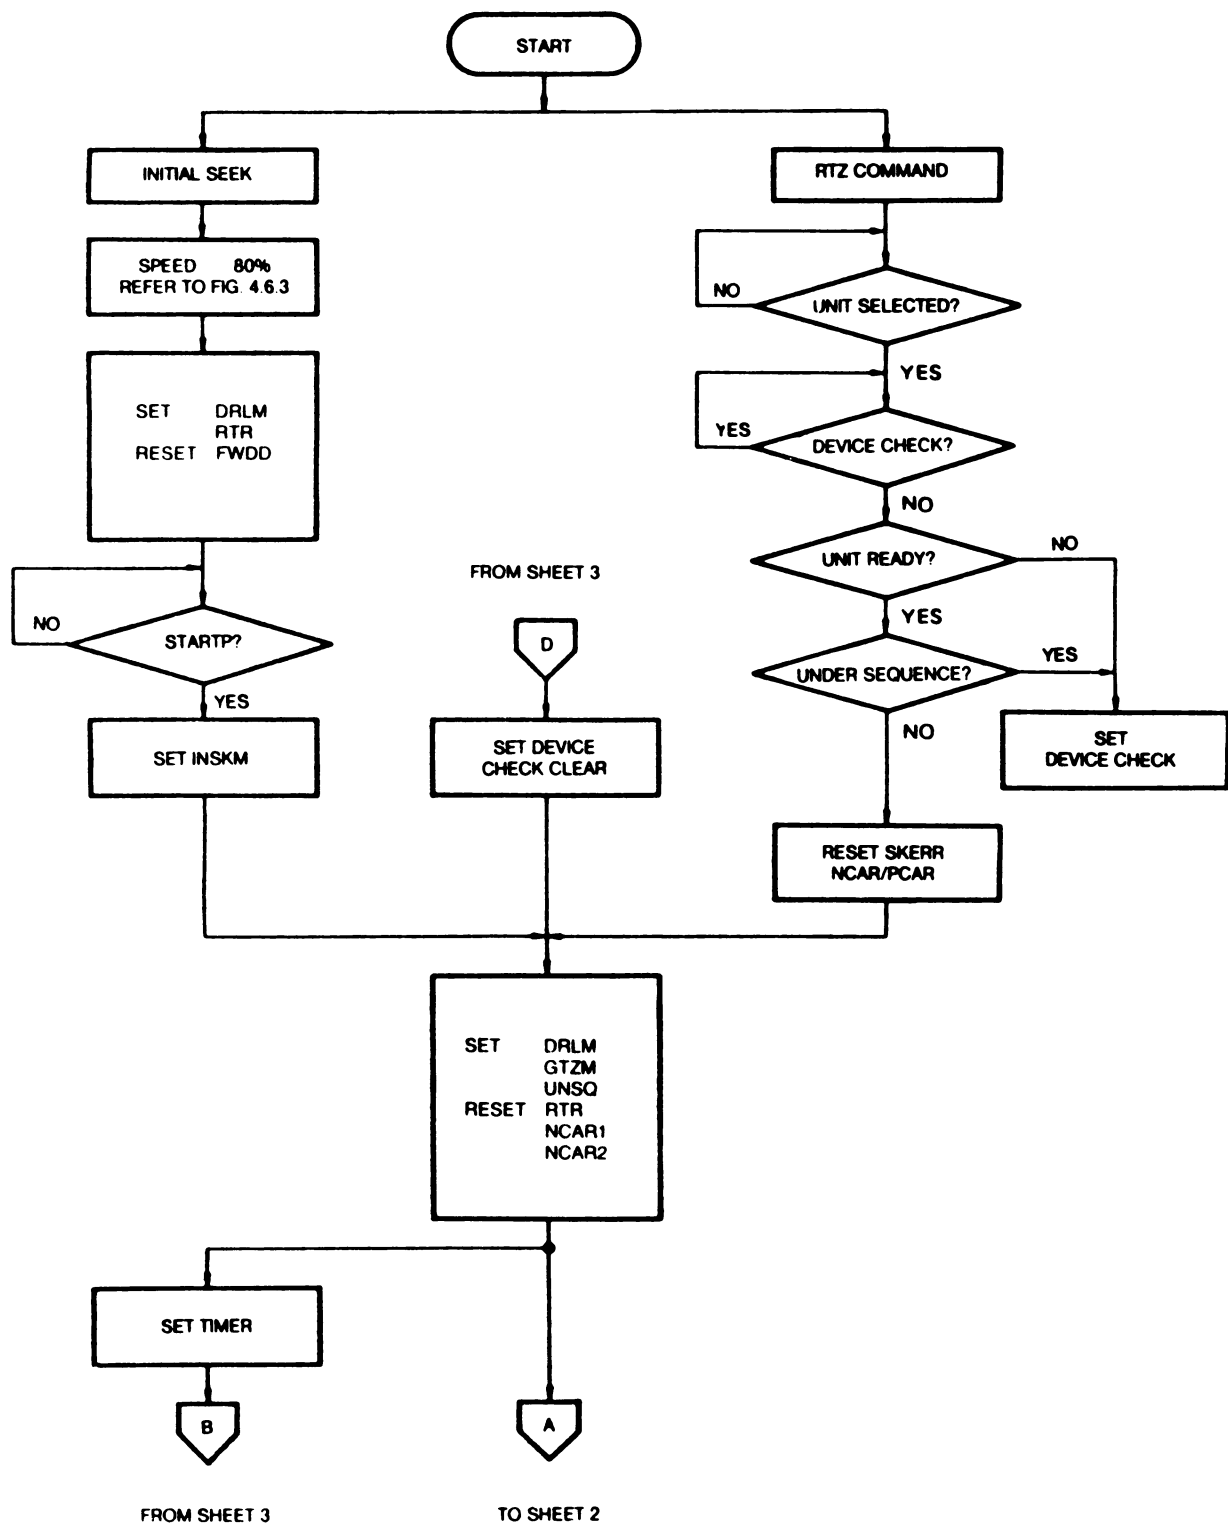 START
INITIAL SEEK
RTZ COMMAND
SPEED 80%
REFER TO FIG. 4.6.3
NO
UNIT SELECTED?
YES
SET DRLM
RTR
RESET FWDD
YES
DEVICE CHECK?
NO
UNIT READY?
NO
YES
FROM SHEET 3
NO
STARTP?
YES
D
UNDER SEQUENCE?
YES
NO
SET INSKM
SET DEVICE
CHECK CLEAR
SET
DEVICE CHECK
RESET SKERR
NCAR/PCAR
SET DRLM
GTZM
UNSQ
RESET RTR
NCAR1
NCAR2
SET TIMER
B
A
FROM SHEET 3
TO SHEET 2